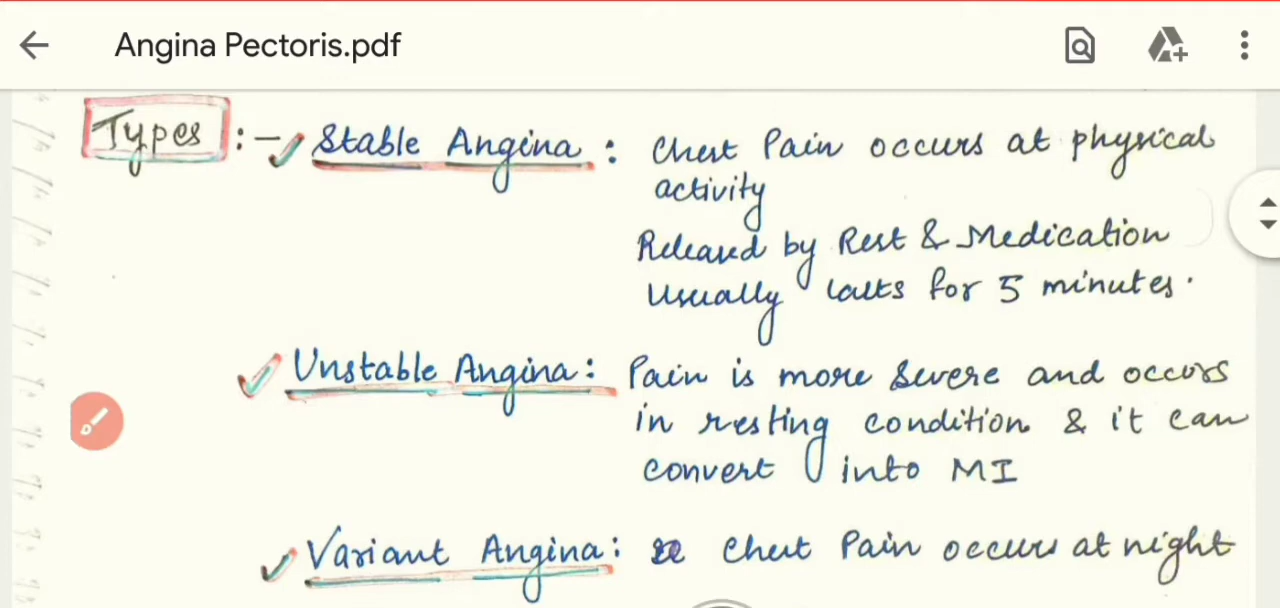 Angina Pectoris.pdf
Types :- Stable Angina : Chest Pain occurs at physical
activity
Released by Rest & Medication
Usually lasts for 5 minutes.
Unstable Angina : Pain is more severe and occurs
in resting condition & it can
convert into MI
Variant Angina : Chest Pain occurs at night